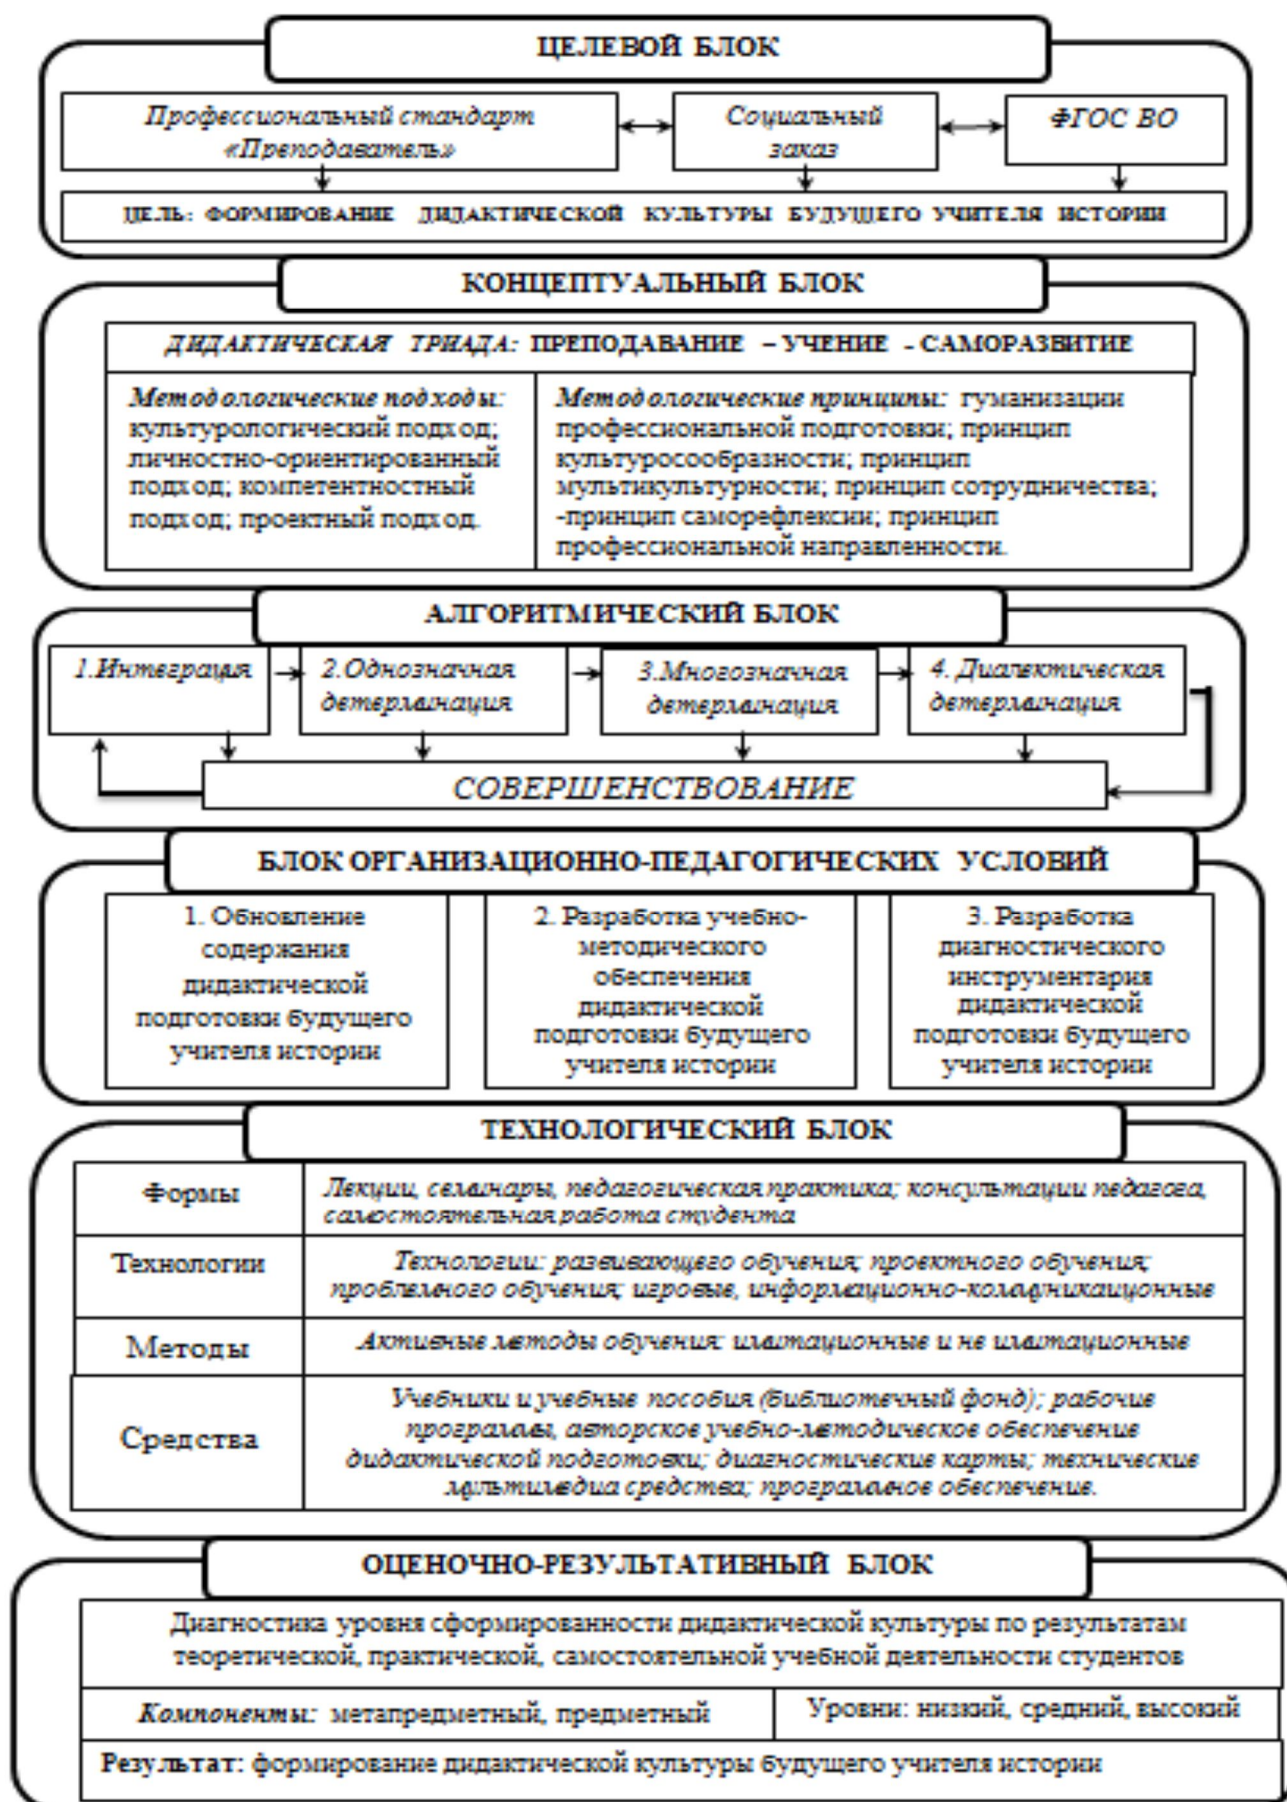 ЦЕЛЕВОЙ БЛОК
Профессиональный стандарт
«Преподаватель»
Социальный
заказ
ФГОС ВО
ЦЕЛЬ: ФОРМИРОВАНИЕ ДИДАКТИЧЕСКОЙ КУЛЬТУРЫ БУДУЩЕГО УЧИТЕЛЯ ИСТОРИИ
КОНЦЕПТУАЛЬНЫЙ БЛОК
ДИДАКТИЧЕСКАЯ ТРИАДА: ПРЕПОДАВАНИЕ – УЧЕНИЕ - САМОРАЗВИТИЕ
Методологические подходы:
культурологический подход;
личностно-ориентированный
подход; компетентностный
подход; проектный подход.
Методологические принципы: гуманизации
профессиональной подготовки; принцип
культуросообразности; принцип
мультикультурности; принцип сотрудничества;
-принцип саморефлексии; принцип
профессиональной направленности.
АЛГОРИТМИЧЕСКИЙ БЛОК
1.Интеграция
2.Однозначная
детерминация
3.Многозначная
детерминация
4. Диалектическая
детерминация
СОВЕРШЕНСТВОВАНИЕ
БЛОК ОРГАНИЗАЦИОННО-ПЕДАГОГИЧЕСКИХ УСЛОВИЙ
1. Обновление
содержания
дидактической
подготовки будущего
учителя истории
2. Разработка учебно-
методического
обеспечения
дидактической
подготовки будущего
учителя истории
3. Разработка
диагностического
инструментария
дидактической
подготовки будущего
учителя истории
ТЕХНОЛОГИЧЕСКИЙ БЛОК
Формы
Лекции, семинары, педагогическая практика; консультации педагога,
самостоятельная работа студента
Технологии
Технологии: развивающего обучения; проектного обучения;
проблемного обучения; игровые, информационно-коммуникаицонные
Методы
Активные методы обучения: имитационные и не имитационные
Средства
Учебники и учебные пособия (библиотечный фонд); рабочие
программы, авторское учебно-методическое обеспечение
дидактической подготовки; диагностические карты; технические
мультимедиа средства; программное обеспечение.
ОЦЕНОЧНО-РЕЗУЛЬТАТИВНЫЙ БЛОК
Диагностика уровня сформированности дидактической культуры по результатам
теоретической, практической, самостоятельной учебной деятельности студентов
Компоненты: метапредметный, предметный
Уровни: низкий, средний, высокий
Результат: формирование дидактической культуры будущего учителя истории